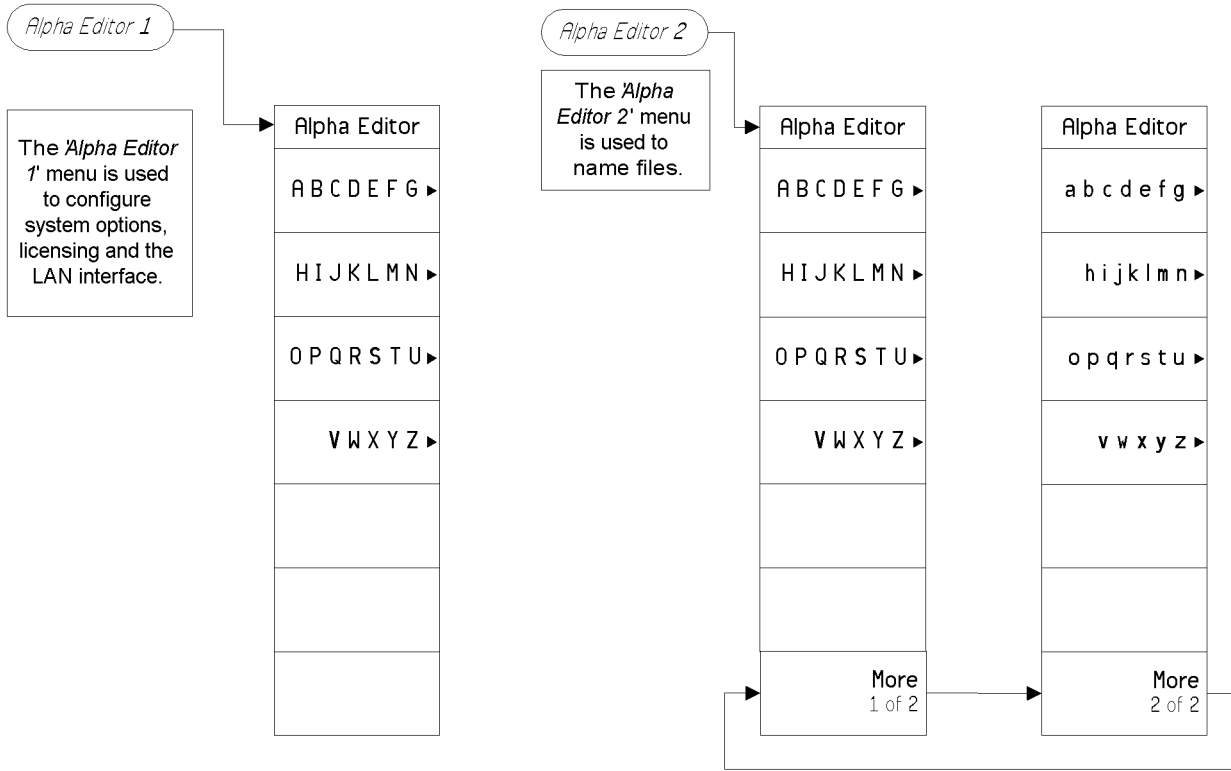 Alpha Editor 1
The 'Alpha
Editor
1' menu is used
to configure
system options,
licensing and the
LAN interface.
Alpha Editor
A B C D E F G
H I J K L M N
O P Q R S T U
V W X Y Z
Alpha Editor 2
The 'Alpha
Editor 2' menu
is used to
name files.
Alpha Editor
A B C D E F G
H I J K L M N
O P Q R S T U
V W X Y Z
More
1 of 2
Alpha Editor
a b c d e f g
h i j k l m n
o p q r s t u
v w x y z
More
2 of 2